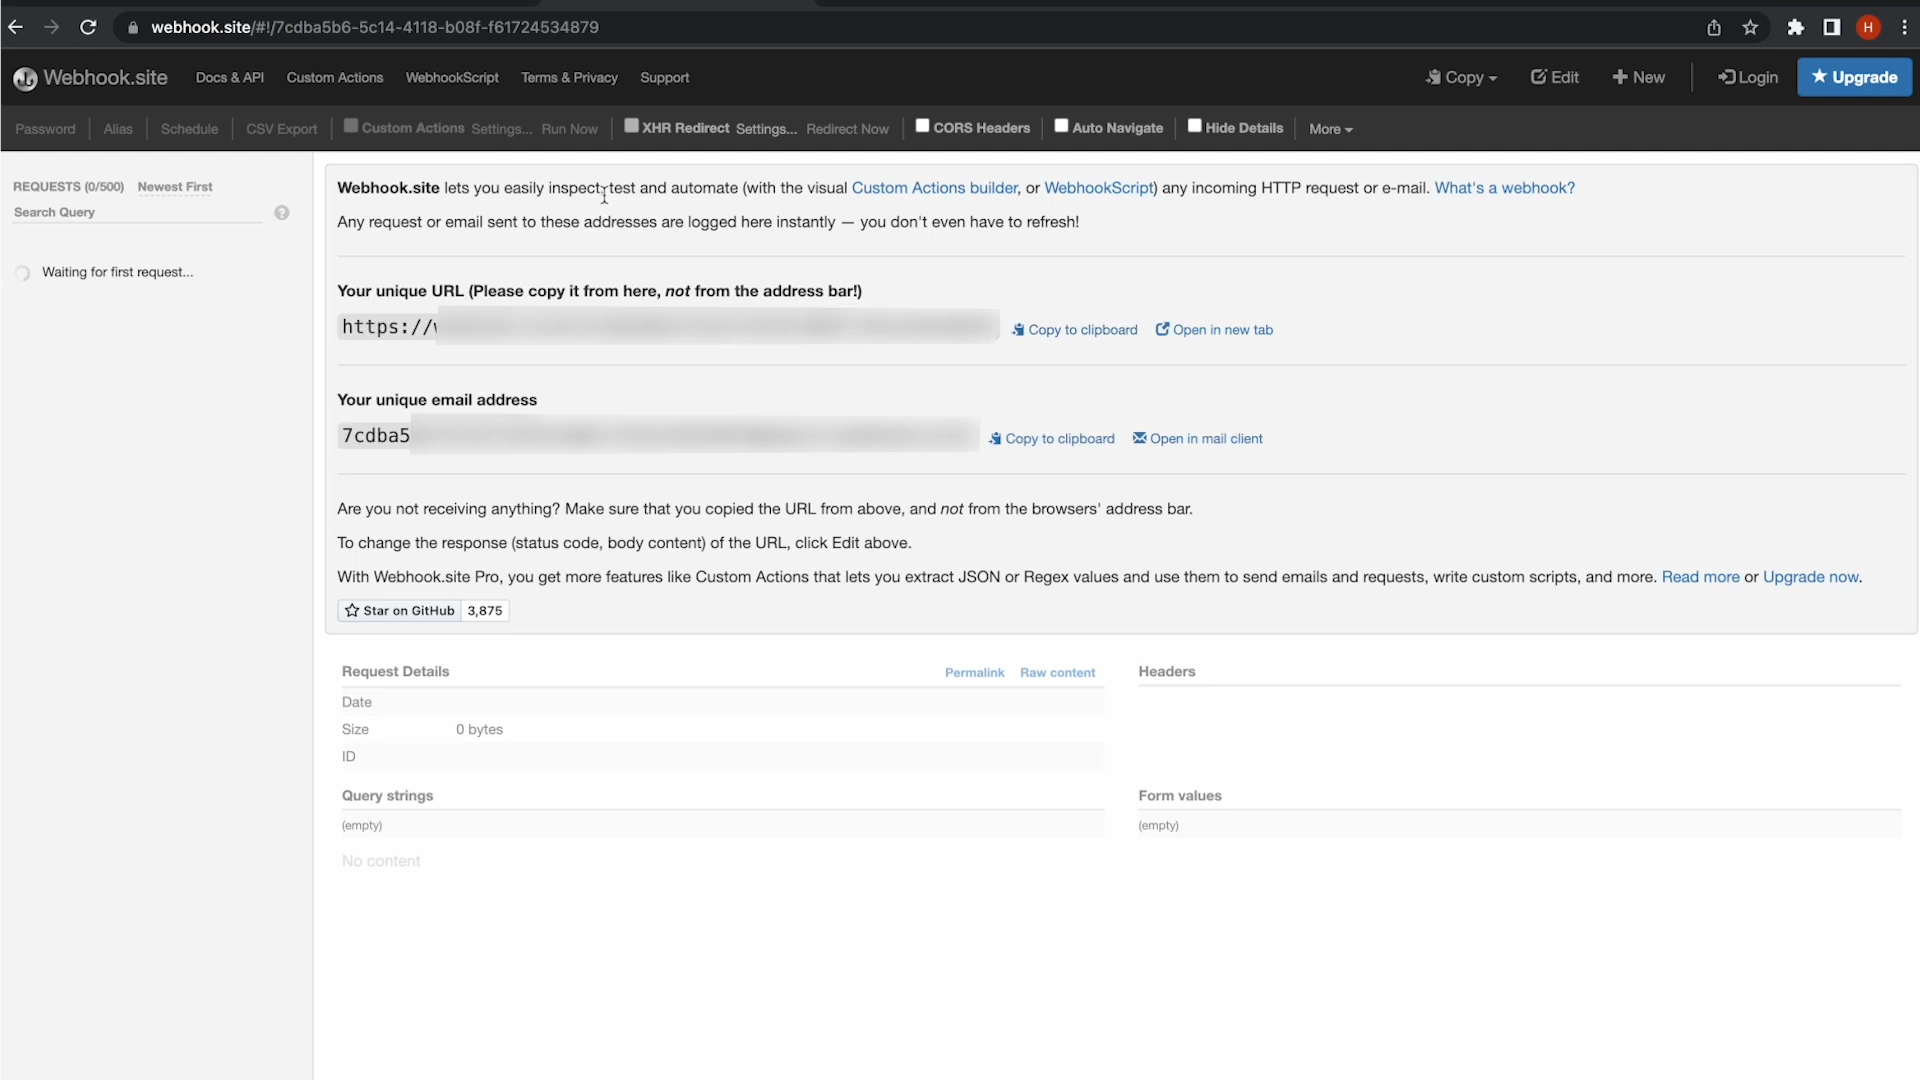 webhook.site/#!/7cdba5b6-5c14-4118-b08f-f61724534879
H
Webhook.site Docs & API Custom Actions WebhookScript Terms & Privacy Support Copy Edit New Login Upgrade
Password Alias Schedule CSV Export Custom Actions Settings... Run Now XHR Redirect Settings... Redirect Now CORS Headers Auto Navigate Hide Details More
REQUESTS (0/500) Newest First
Search Query ?
Waiting for first request...
Webhook.site lets you easily inspect, test and automate (with the visual Custom Actions builder, or WebhookScript) any incoming HTTP request or e-mail. What's a webhook?
Any request or email sent to these addresses are logged here instantly — you don't even have to refresh!
Your unique URL (Please copy it from here, not from the address bar!)
https:// Copy to clipboard Open in new tab
Your unique email address
7cdba5 Copy to clipboard Open in mail client
Are you not receiving anything? Make sure that you copied the URL from above, and not from the browsers' address bar.
To change the response (status code, body content) of the URL, click Edit above.
With Webhook.site Pro, you get more features like Custom Actions that lets you extract JSON or Regex values and use them to send emails and requests, write custom scripts, and more. Read more or Upgrade now.
Star on GitHub 3,875
Request Details Permalink Raw content
Date
Size 0 bytes
ID
Headers
Query strings
(empty)
Form values
(empty)
No content